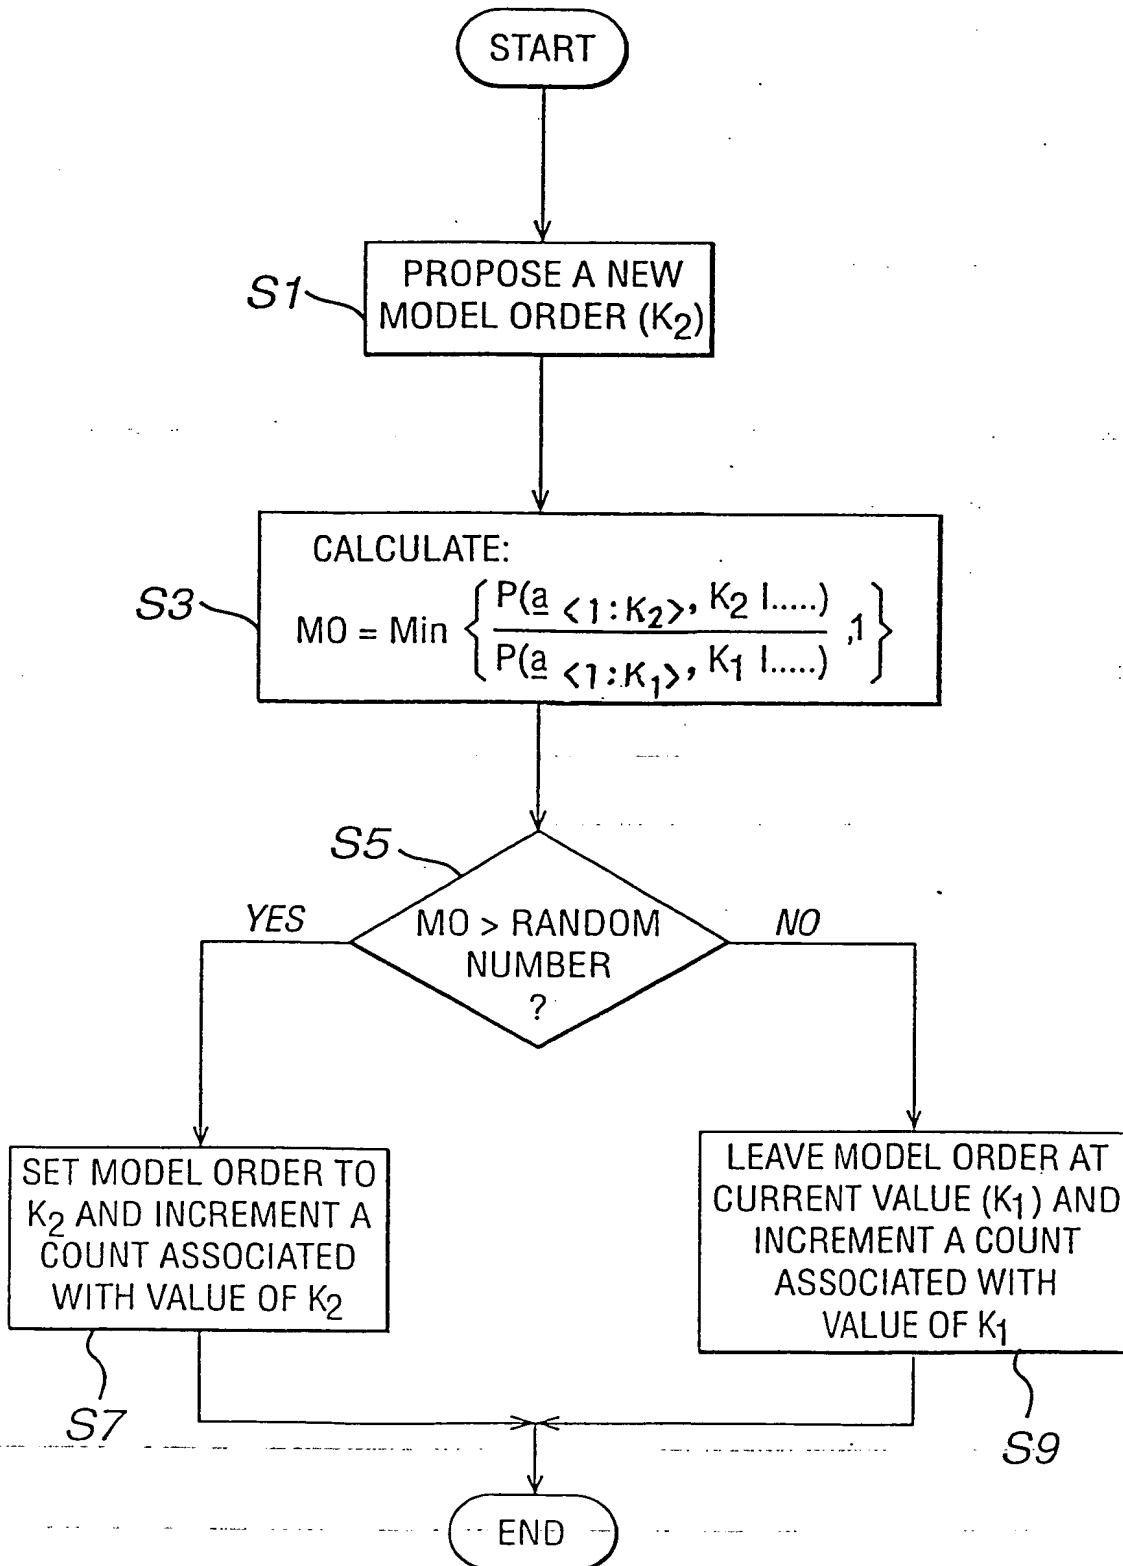 START
S1
PROPOSE A NEW
MODEL ORDER (K2)
S3
CALCULATE:
MO = Min { P(a <1:K2>, K2 I.....) / P(a <1:K1>, K1 I.....) ,1 }
S5
YES
MO > RANDOM
NUMBER
?
NO
SET MODEL ORDER TO
K2 AND INCREMENT A
COUNT ASSOCIATED
WITH VALUE OF K2
S7
LEAVE MODEL ORDER AT
CURRENT VALUE (K1) AND
INCREMENT A COUNT
ASSOCIATED WITH
VALUE OF K1
S9
END